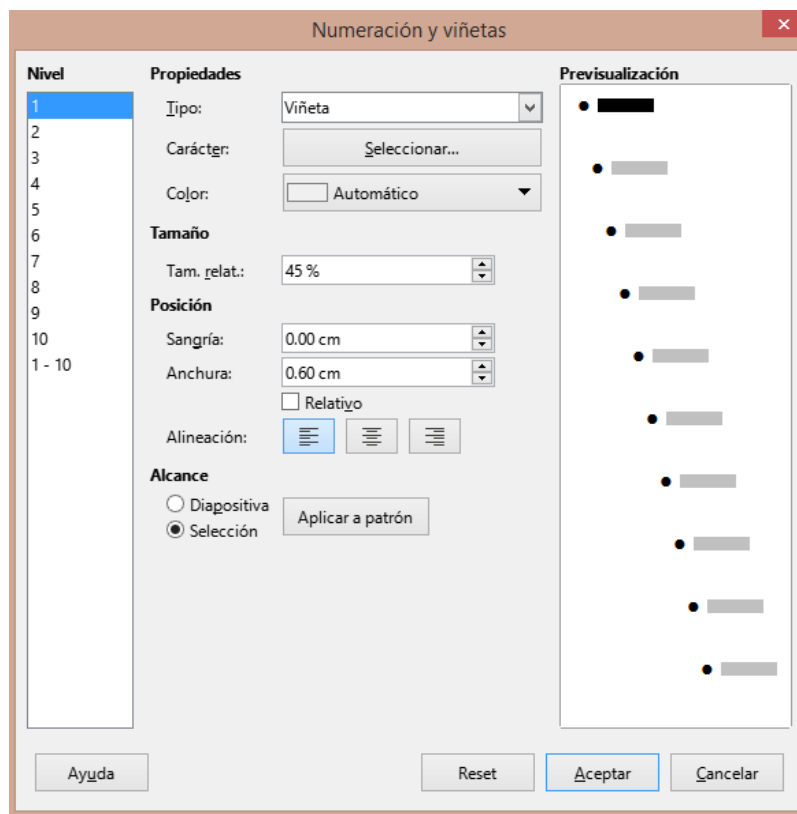 Numeración y viñetas
Nivel
1
2
3
4
5
6
7
8
9
10
1 - 10
Propiedades
Tipo:
Viñeta
Carácter:
Seleccionar...
Color:
Automático
Tamaño
Tam. relat.:
45 %
Posición
Sangría:
0.00 cm
Anchura:
0.60 cm
Relativo
Alineación:
Alcance
Diapositiva
Selección
Aplicar a patrón
Previsualización
Ayuda
Reset
Aceptar
Cancelar